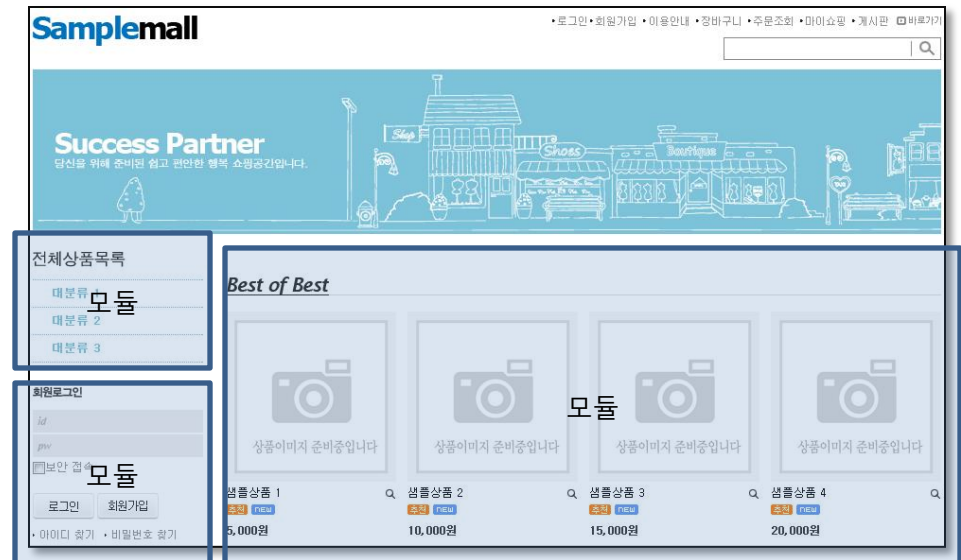 Samplemall
•로그인 •회원가입 •이용안내 •장바구니 •주문조회 •마이쇼핑 •게시판 바로가기
Success Partner
당신을 위해 준비된 쉽고 편안한 행복 쇼핑공간입니다.
Shop
Shoes
Boutique
전체상품목록
대분류 1
모듈
대분류 2
대분류 3
회원로그인
id
pw
보안 접속
모듈
로그인 회원가입
• 아이디 찾기 • 비밀번호 찾기
Best of Best
상품이미지 준비중입니다 상품이미지 준비중입니다 상품이미지 준비중입니다 상품이미지 준비중입니다
모듈
샘플상품 1 샘플상품 2 샘플상품 3 샘플상품 4
추천 new 추천 new 추천 new 추천 new
5,000원 10,000원 15,000원 20,000원